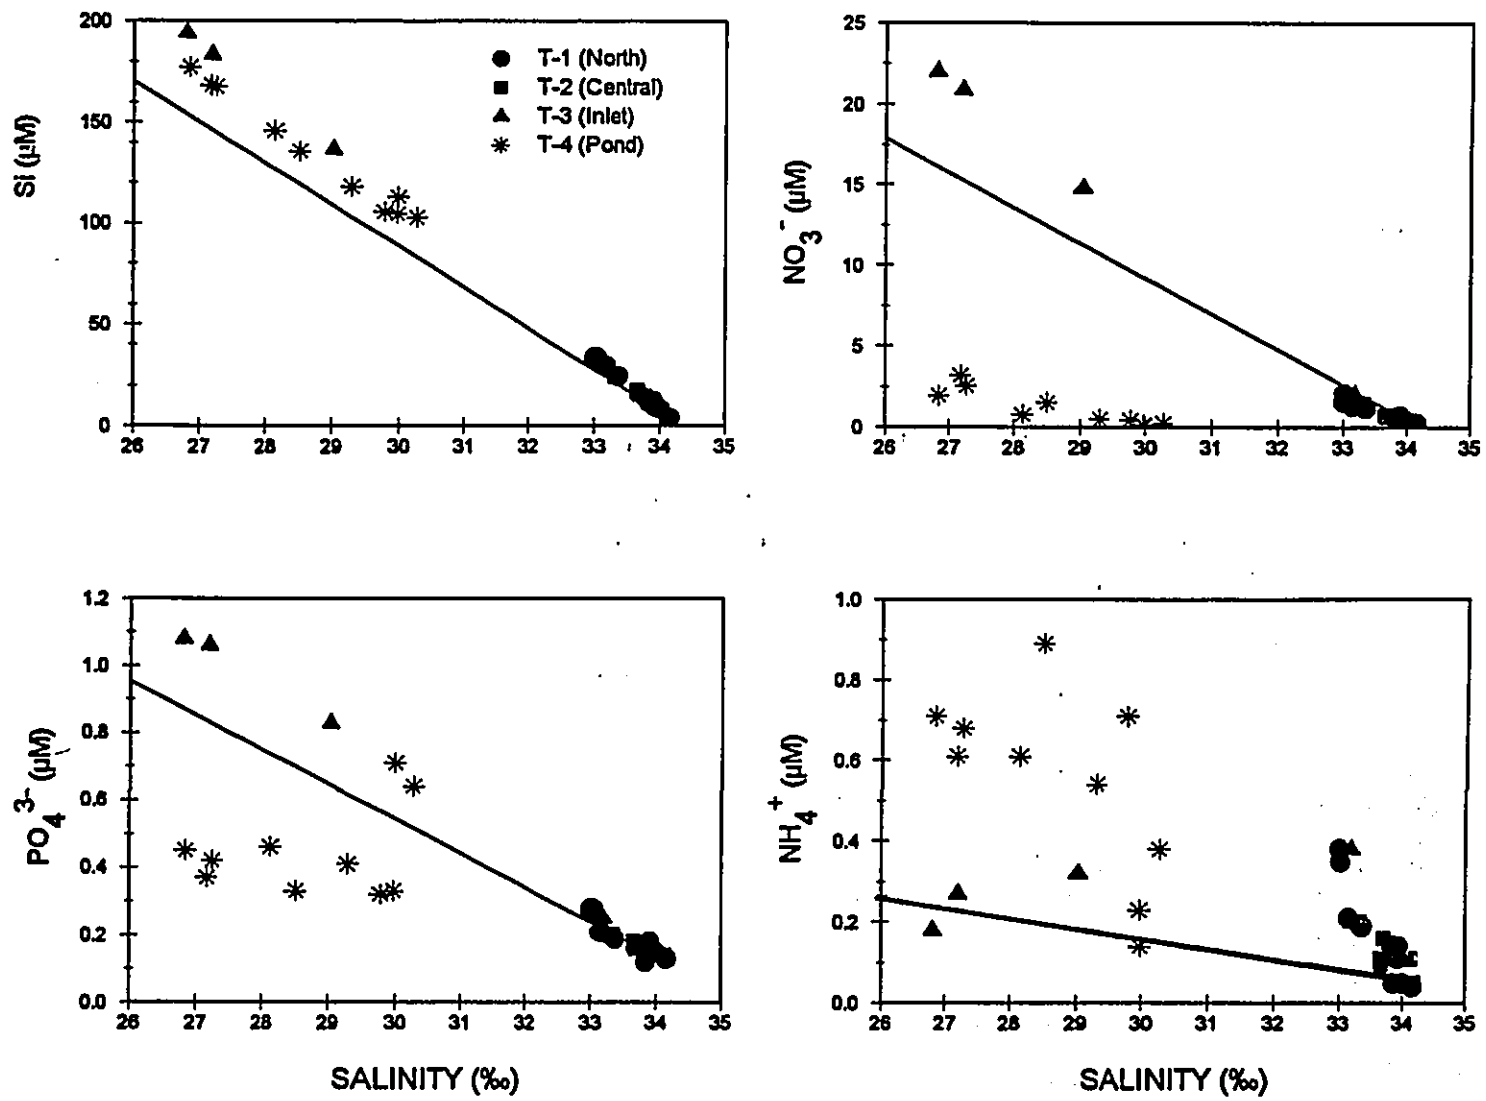 200
150
100
50
0
Si (µM)
T-1 (North)
T-2 (Central)
T-3 (Inlet)
T-4 (Pond)
26 27 28 29 30 31 32 33 34 35
25
20
15
10
5
0
NO3- (µM)
26 27 28 29 30 31 32 33 34 35
1.2
1.0
0.8
0.6
0.4
0.2
0.0
PO4 3- (µM)
26 27 28 29 30 31 32 33 34 35
SALINITY (‰)
1.0
0.8
0.6
0.4
0.2
0.0
NH4+ (µM)
26 27 28 29 30 31 32 33 34 35
SALINITY (‰)